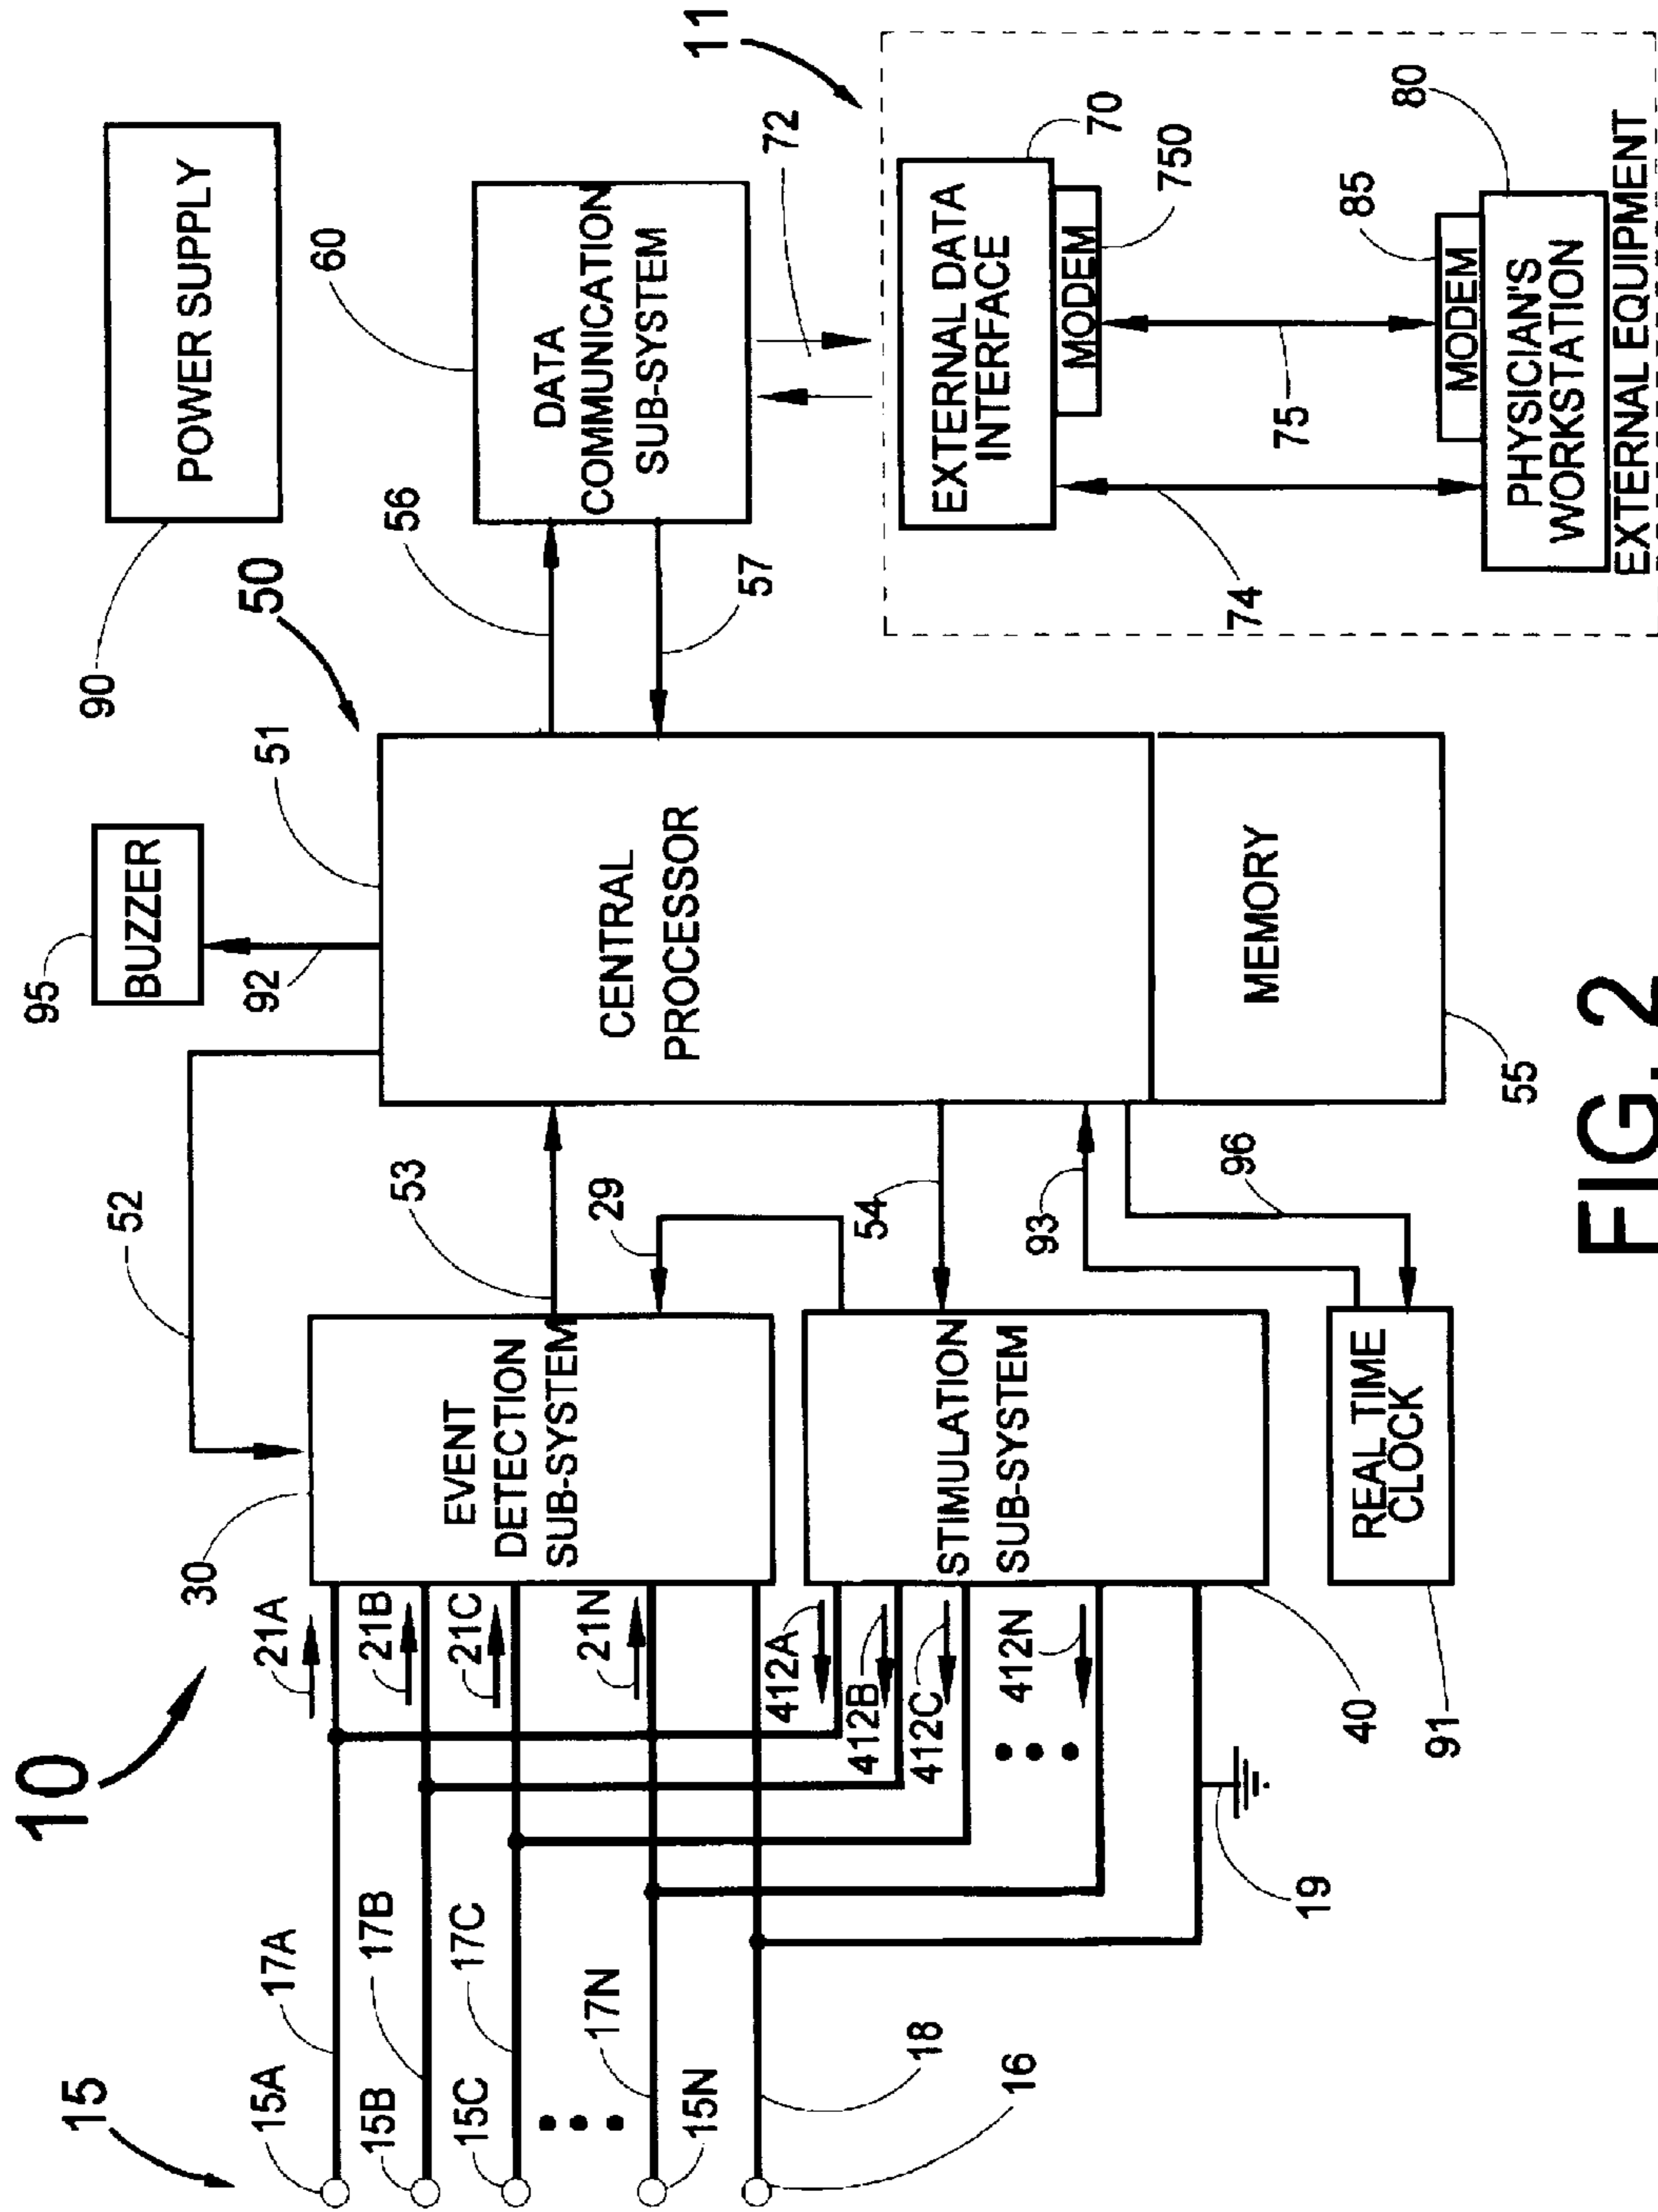 15
15A
15B
15C
15N
16
17A
17B
17C
17N
18
19
10
21A
21B
21C
21N
412A
412B
412C
412N
30
EVENT
DETECTION
SUB-SYSTEM
STIMULATION
SUB-SYSTEM
40
REAL TIME
CLOCK
91
52
53
29
54
93
96
95
BUZZER
92
50
51
CENTRAL
PROCESSOR
MEMORY
55
56
57
90
POWER SUPPLY
60
DATA
COMMUNICATION
SUB-SYSTEM
72
11
EXTERNAL DATA
INTERFACE
70
MODEM
750
74
75
MODEM
85
80
PHYSICIAN'S
WORKSTATION
EXTERNAL EQUIPMENT
FIG. 2